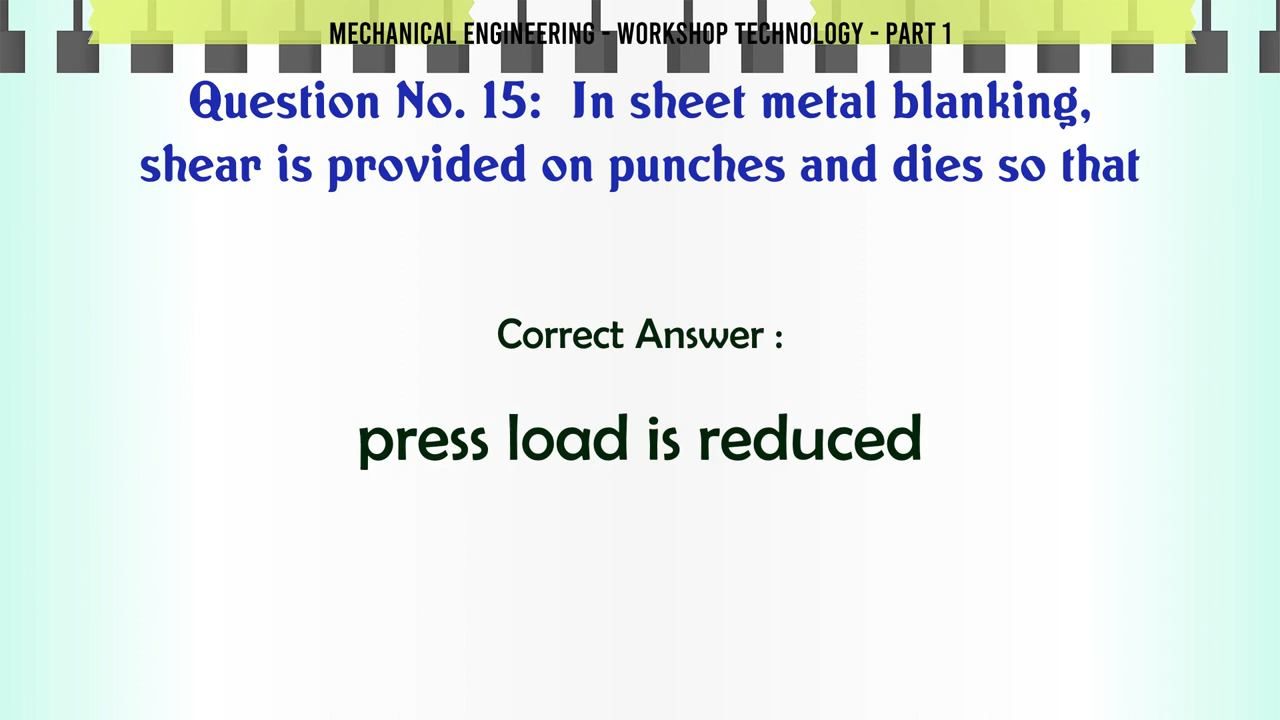 MECHANICAL ENGINEERING - WORKSHOP TECHNOLOGY - PART 1
Question No. 15: In sheet metal blanking,
shear is provided on punches and dies so that
Correct Answer :
press load is reduced